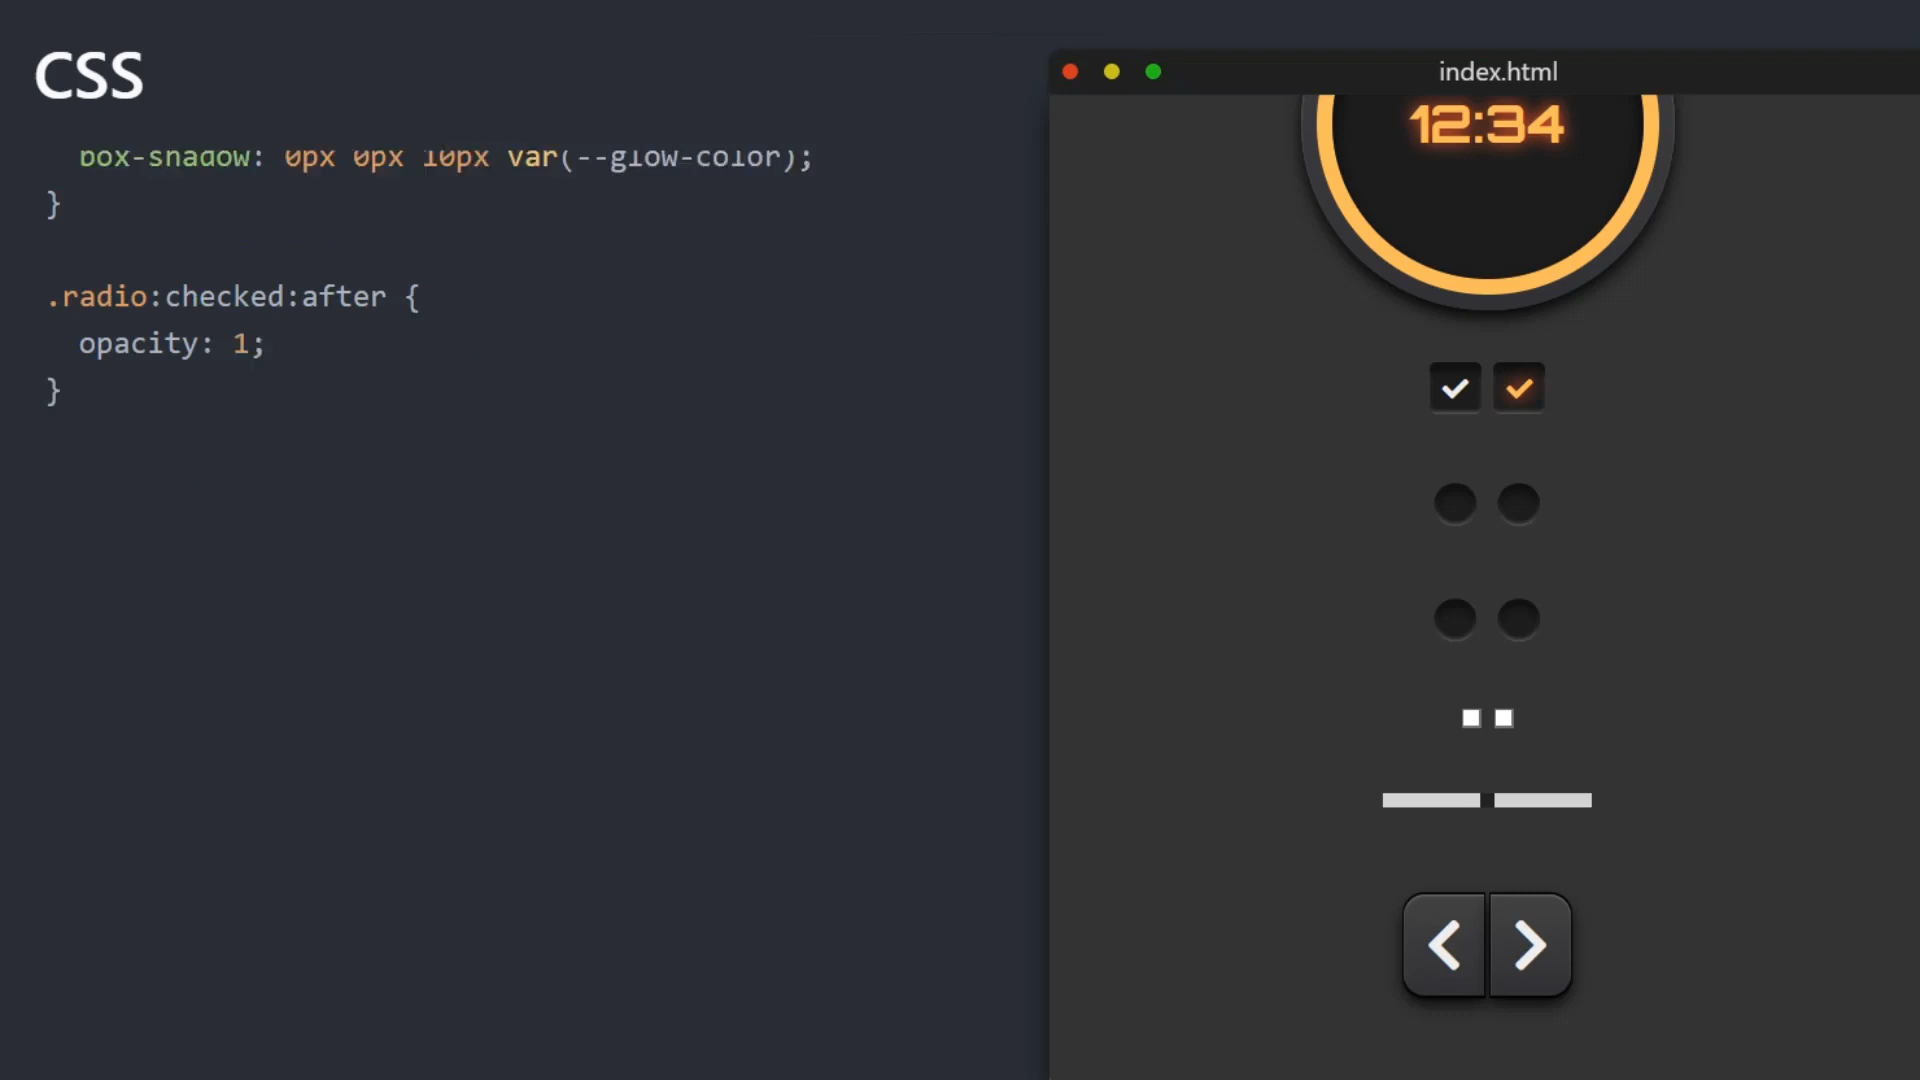 CSS
box-shadow: 0px 0px 10px var(--glow-color);
}
.radio:checked:after {
opacity: 1;
}
index.html
12:34